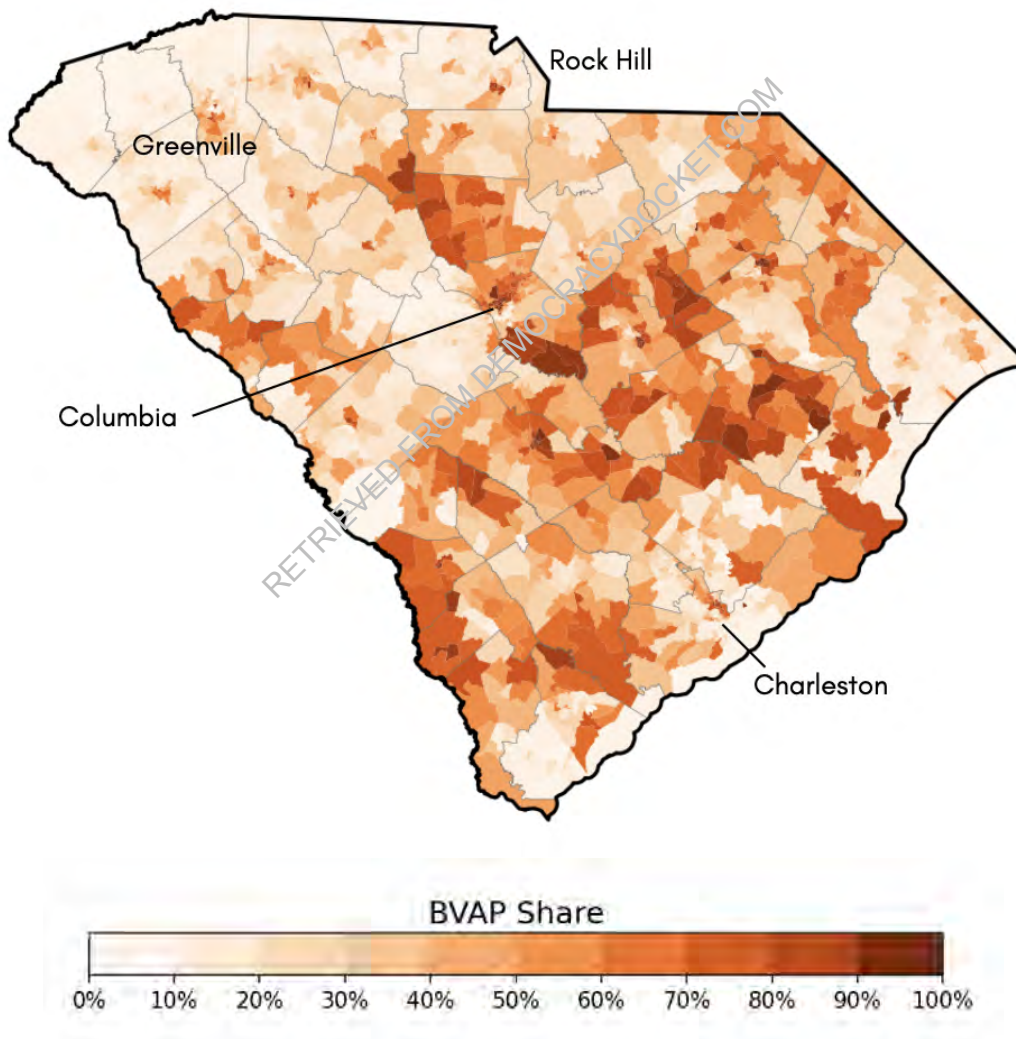 Rock Hill
Greenville
RETRIEVED FROM DEMOCRACYDOCKET.COM
Columbia
Charleston
BVAP Share
0% 10% 20% 30% 40% 50% 60% 70% 80% 90% 100%